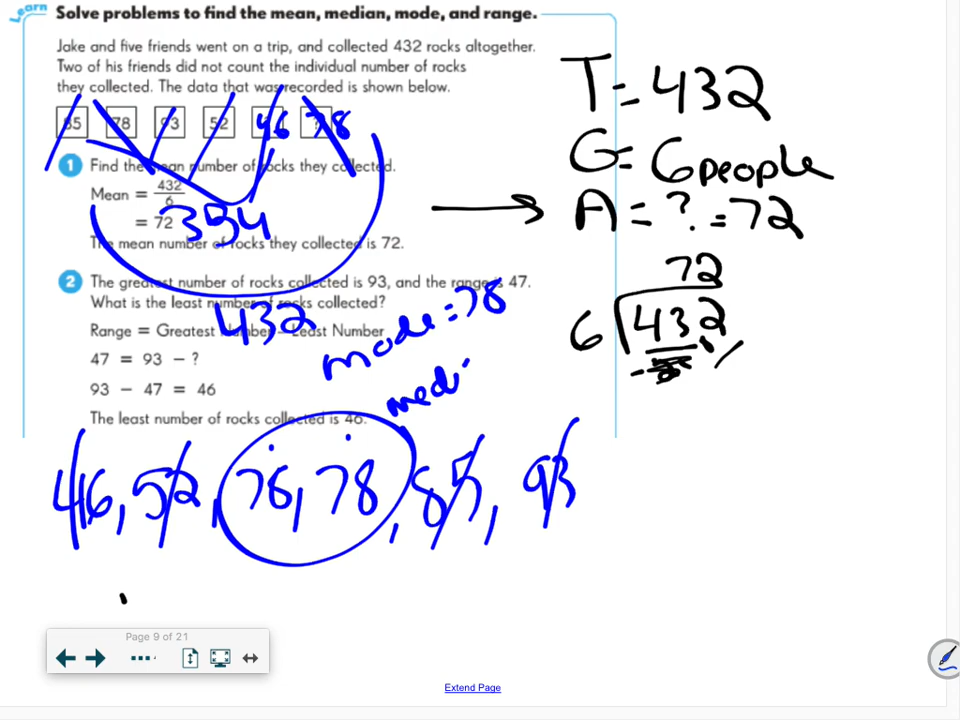 Learn
Solve problems to find the mean, median, mode, and range.
Jake and five friends went on a trip, and collected 432 rocks altogether.
Two of his friends did not count the individual number of rocks
they collected. The data that was recorded is shown below.
85 78 93 52 46 78
1 Find the mean number of rocks they collected.
Mean = 432/6
= 72
354
The mean number of rocks they collected is 72.
2 The greatest number of rocks collected is 93, and the range is 47.
What is the least number of rocks collected?
432
Range = Greatest Number - Least Number
47 = 93 - ?
93 - 47 = 46
The least number of rocks collected is 46.
mode=78
medi
46, 52, 78, 78, 85, 93
T=432
G=6people
A=?=72
72
6 432
Page 9 of 21
Extend Page